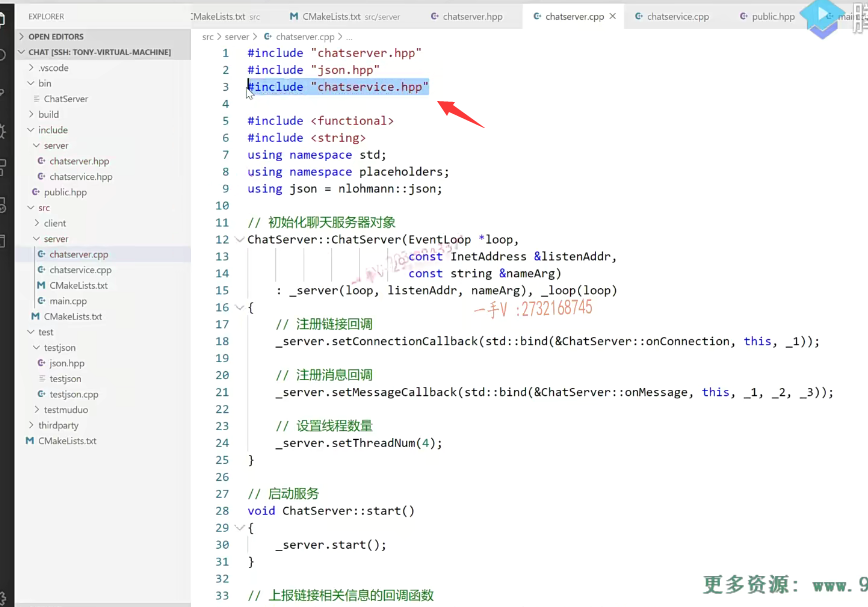 EXPLORER
OPEN EDITORS
CHAT [SSH: TONY-VIRTUAL-MACHINE]
.vscode
bin
ChatServer
build
include
server
chatserver.hpp
chatservice.hpp
public.hpp
src
client
server
chatserver.cpp
chatservice.cpp
CMakeLists.txt
main.cpp
CMakeLists.txt
test
testjson
json.hpp
testjson
testjson.cpp
testmuduo
thirdparty
CMakeLists.txt
CMakeLists.txt src
CMakeLists.txt src/server
chatserver.hpp
chatserver.cpp
chatservice.cpp
public.hpp
src > server > chatserver.cpp > ...
1 #include "chatserver.hpp"
2 #include "json.hpp"
3 #include "chatservice.hpp"
4
5 #include <functional>
6 #include <string>
7 using namespace std;
8 using namespace placeholders;
9 using json = nlohmann::json;
10
11 // 初始化聊天服务器对象
12 ChatServer::ChatServer(EventLoop *loop,
13 const InetAddress &listenAddr,
14 const string &nameArg)
15 : _server(loop, listenAddr, nameArg), _loop(loop)
16 {
一手V :2732168745
17 // 注册链接回调
18 _server.setConnectionCallback(std::bind(&ChatServer::onConnection, this, _1));
19
20 // 注册消息回调
21 _server.setMessageCallback(std::bind(&ChatServer::onMessage, this, _1, _2, _3));
22
23 // 设置线程数量
24 _server.setThreadNum(4);
25 }
26
27 // 启动服务
28 void ChatServer::start()
29 {
30 _server.start();
31 }
32
33 // 上报链接相关信息的回调函数
更多资源: www.9